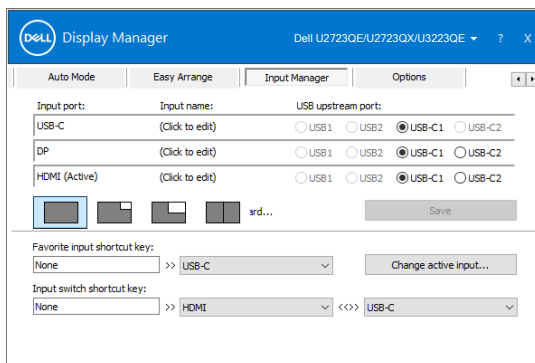 DELL Display Manager Dell U2723QE/U2723QX/U3223QE ? X
Auto Mode Easy Arrange Input Manager Options
Input port: Input name: USB upstream port:
USB-C (Click to edit) USB1 USB2 USB-C1 USB-C2
DP (Click to edit) USB1 USB2 USB-C1 USB-C2
HDMI (Active) (Click to edit) USB1 USB2 USB-C1 USB-C2
ard... Save
Favorite input shortcut key:
None >> USB-C Change active input...
Input switch shortcut key:
None >> HDMI <<>> USB-C